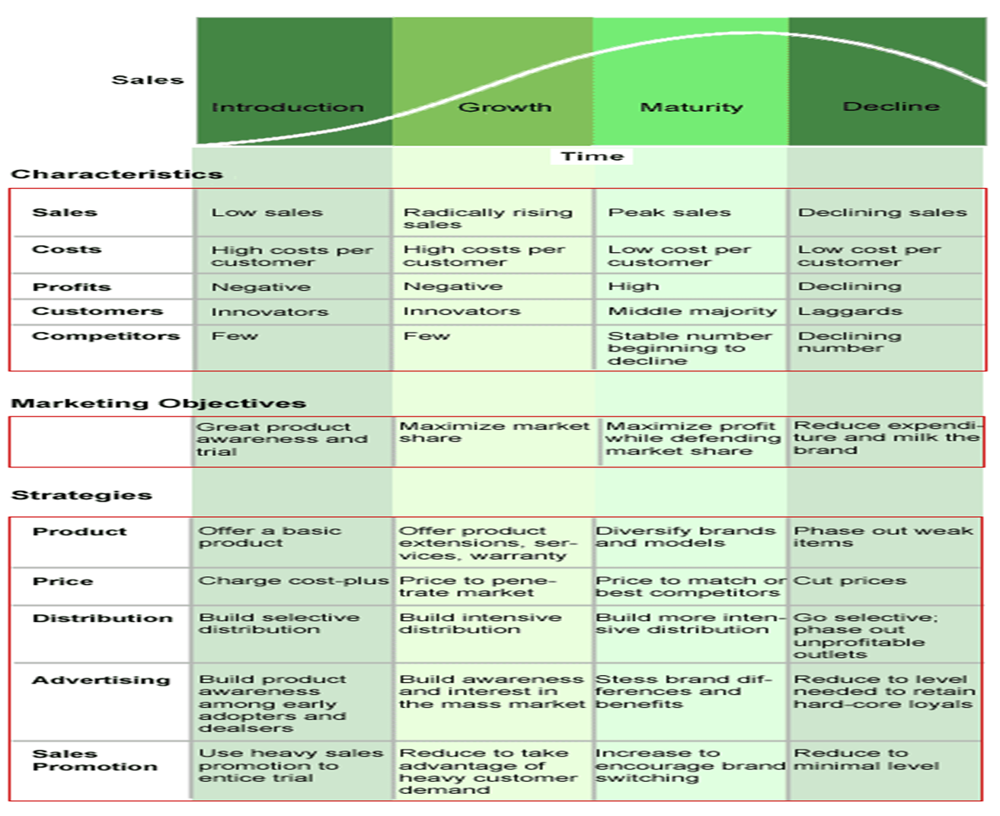 Sales
Introduction
Growth
Maturity
Decline
Time
Characteristics
Sales
Low sales
Radically rising
sales
Peak sales
Declining sales
Costs
High costs per
customer
High costs per
customer
Low cost per
customer
Low cost per
customer
Profits
Negative
Negative
High
Declining
Customers
Innovators
Innovators
Middle majority
Laggards
Competitors
Few
Few
Stable number
beginning to
decline
Declining
number
Marketing Objectives
Great product
awareness and
trial
Maximize market
share
Maximize profit
while defending
market share
Reduce expendi-
ture and milk the
brand
Strategies
Product
Offer a basic
product
Offer product
extensions, ser-
vices, warranty
Diversify brands
and models
Phase out weak
items
Price
Charge cost-plus
Price to pene-
trate market
Price to match or
best competitors
Cut prices
Distribution
Build selective
distribution
Build intensive
distribution
Build more inten-
sive distribution
Go selective;
phase out
unprofitable
outlets
Advertising
Build product
awareness
among early
adopters and
dealsers
Build awareness
and interest in
the mass market
Stess brand dif-
ferences and
benefits
Reduce to level
needed to retain
hard-core loyals
Sales
Promotion
Use heavy sales
promotion to
entice trial
Reduce to take
advantage of
heavy customer
demand
Increase to
encourage brand
switching
Reduce to
minimal level